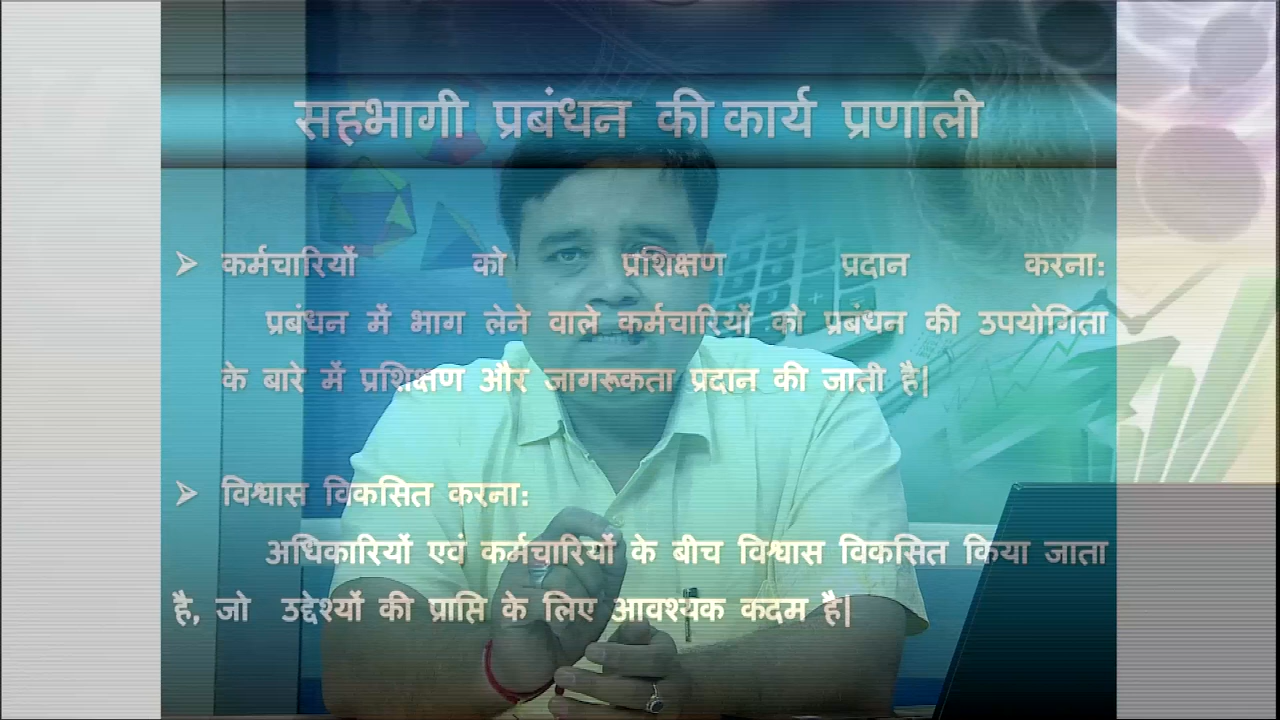 सहभागी प्रबंधन की कार्य प्रणाली
➢ कर्मचारियों को प्रशिक्षण प्रदान करना:
प्रबंधन में भाग लेने वाले कर्मचारियों को प्रबंधन की उपयोगिता
के बारे में प्रशिक्षण और जागरूकता प्रदान की जाती है|
➢ विश्वास विकसित करना:
अधिकारियों एवं कर्मचारियों के बीच विश्वास विकसित किया जाता
है, जो उद्देश्यों की प्राप्ति के लिए आवश्यक कदम है|